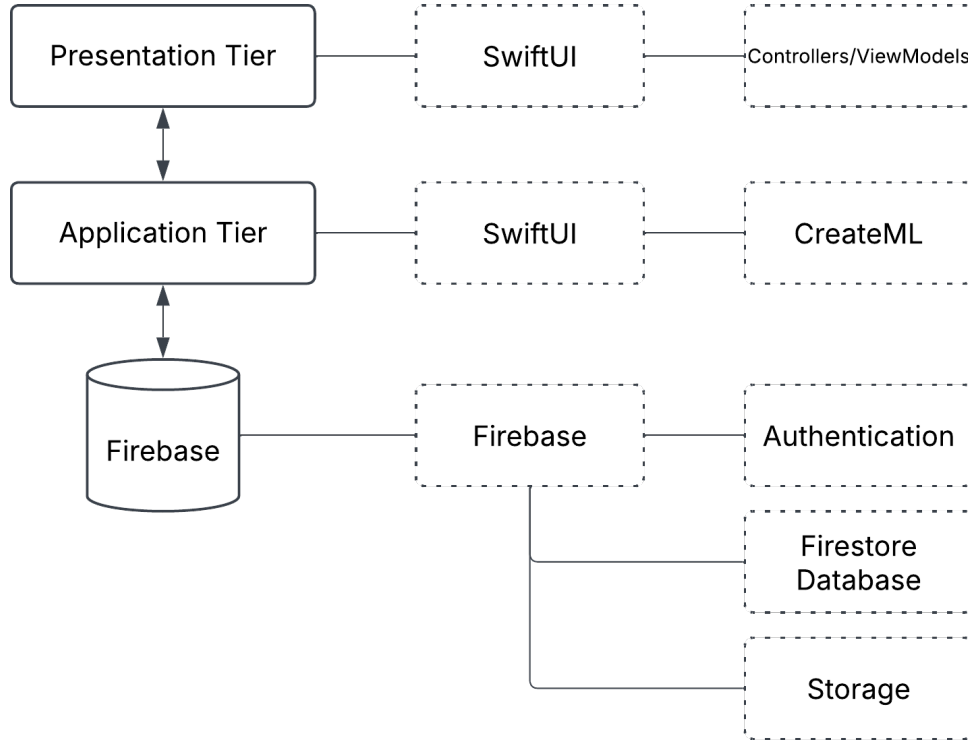 Presentation Tier
SwiftUI
Controllers/ViewModels
Application Tier
SwiftUI
CreateML
Firebase
Firebase
Authentication
Firestore
Database
Storage